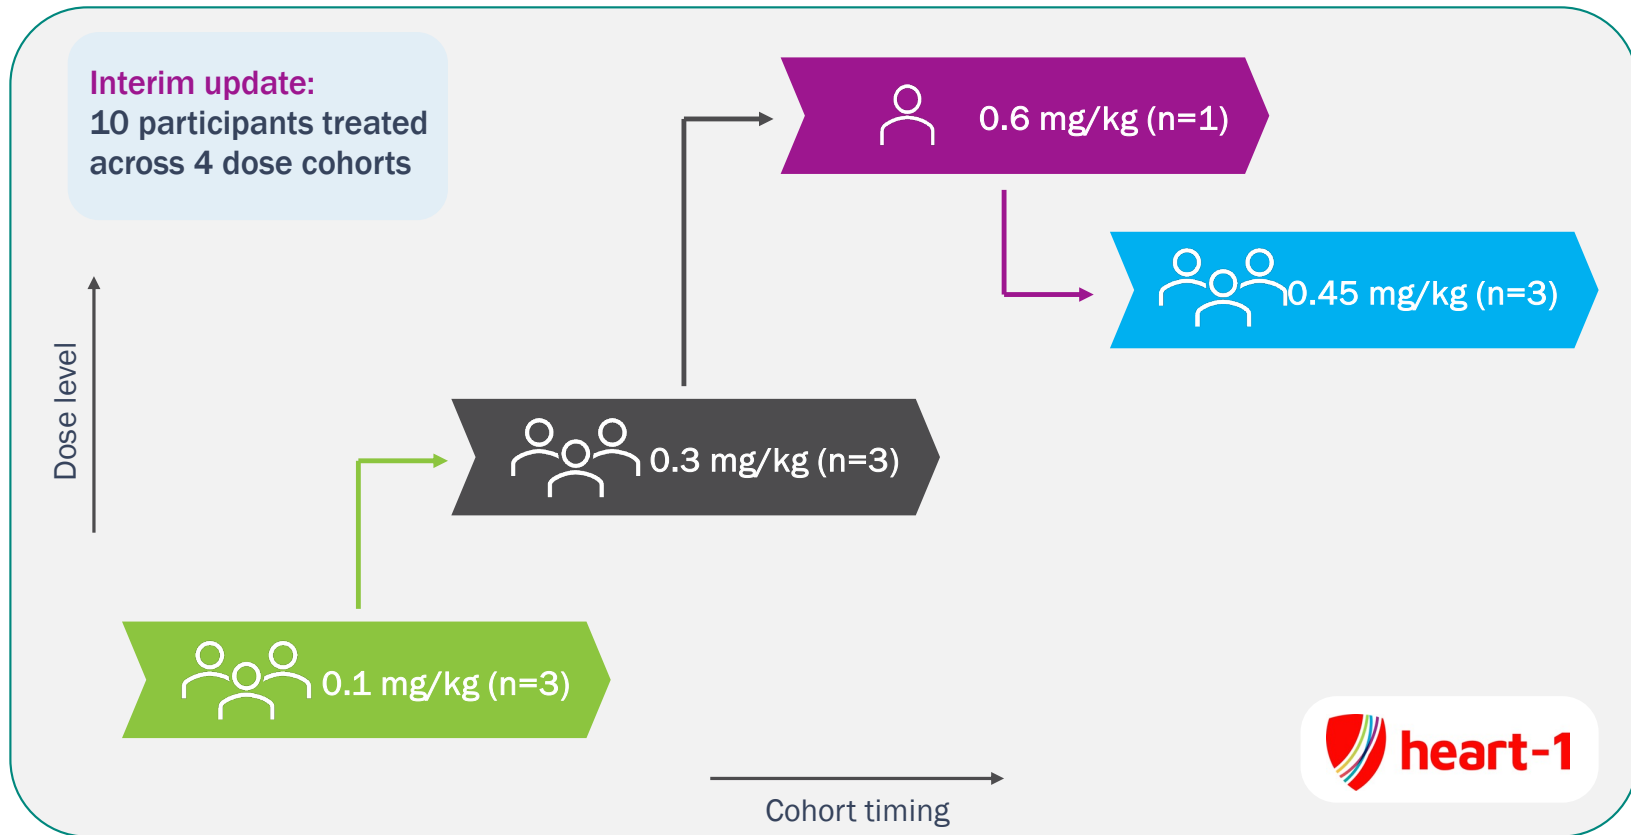 Interim update:
10 participants treated
across 4 dose cohorts
0.6 mg/kg (n=1)
0.45 mg/kg (n=3)
Dose level
0.3 mg/kg (n=3)
0.1 mg/kg (n=3)
heart-1
Cohort timing